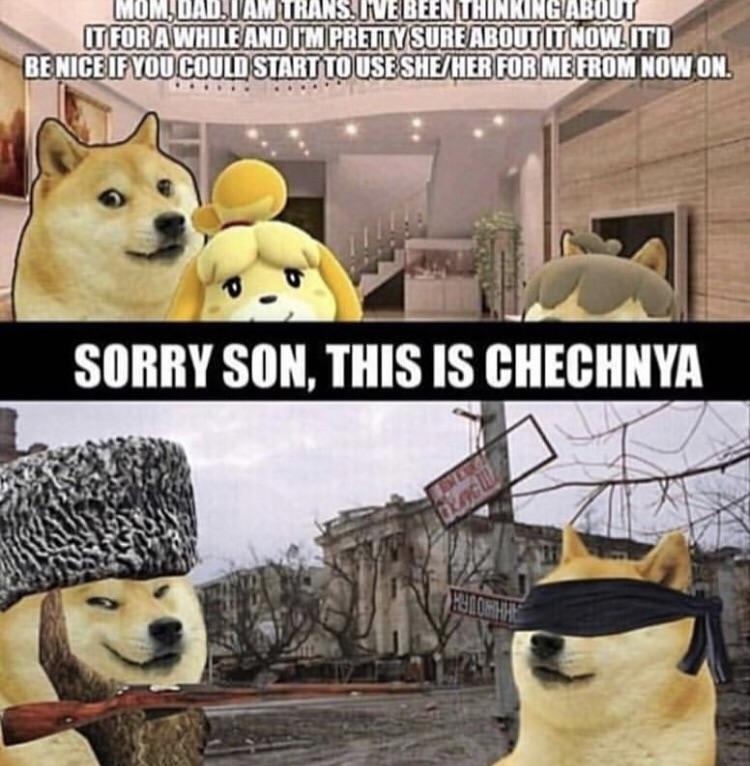 MOM, DAD. I AM TRANS. I'VE BEEN THINKING ABOUT
IT FOR A WHILE AND I'M PRETTY SURE ABOUT IT NOW. IT'D
BE NICE IF YOU COULD START TO USE SHE/HER FOR ME FROM NOW ON.
SORRY SON, THIS IS CHECHNYA